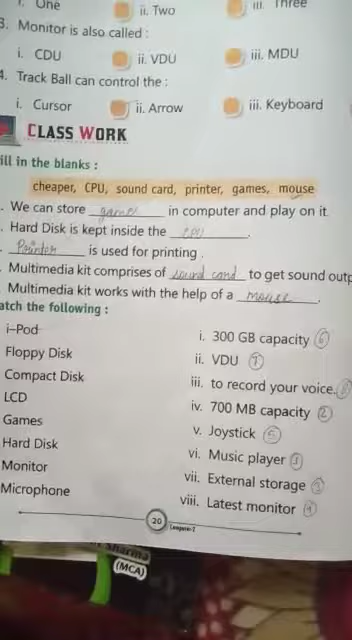 i. One ii. Two iii. Three
3. Monitor is also called :
i. CDU ii. VDU iii. MDU
4. Track Ball can control the :
i. Cursor ii. Arrow iii. Keyboard
CLASS WORK
ill in the blanks :
cheaper, CPU, sound card, printer, games, mouse
. We can store games in computer and play on it.
. Hard Disk is kept inside the CPU.
. Printer is used for printing .
. Multimedia kit comprises of sound card to get sound outp
Multimedia kit works with the help of a mouse.
atch the following :
i-Pod i. 300 GB capacity 6
Floppy Disk ii. VDU 7
Compact Disk iii. to record your voice. 8
LCD iv. 700 MB capacity
Games v. Joystick 5
Hard Disk vi. Music player 1
Monitor vii. External storage
Microphone viii. Latest monitor
20
Computer-2
Sharma
(MCA)